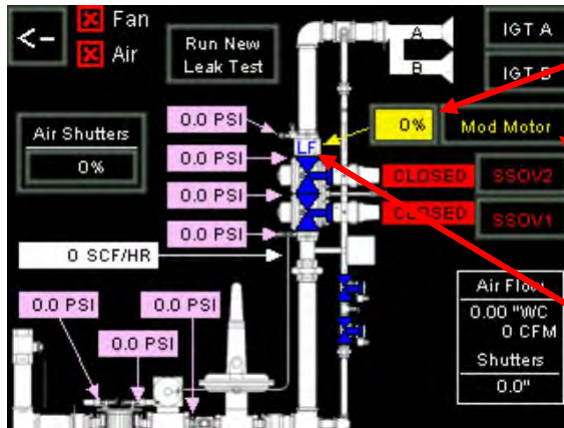 <-
Fan
Air
Run New
Leak Test
A
B
IGT A
IGT B
Air Shutters
0%
0.0 PSI
0.0 PSI
0.0 PSI
0.0 PSI
LF
0%
Mod Motor
CLOSED
SSOV2
CLOSED
SSOV1
0 SCF/HR
0.0 PSI
0.0 PSI
0.0 PSI
Air Flow
0.00 "WC
0 CFM
Shutters
0.0"